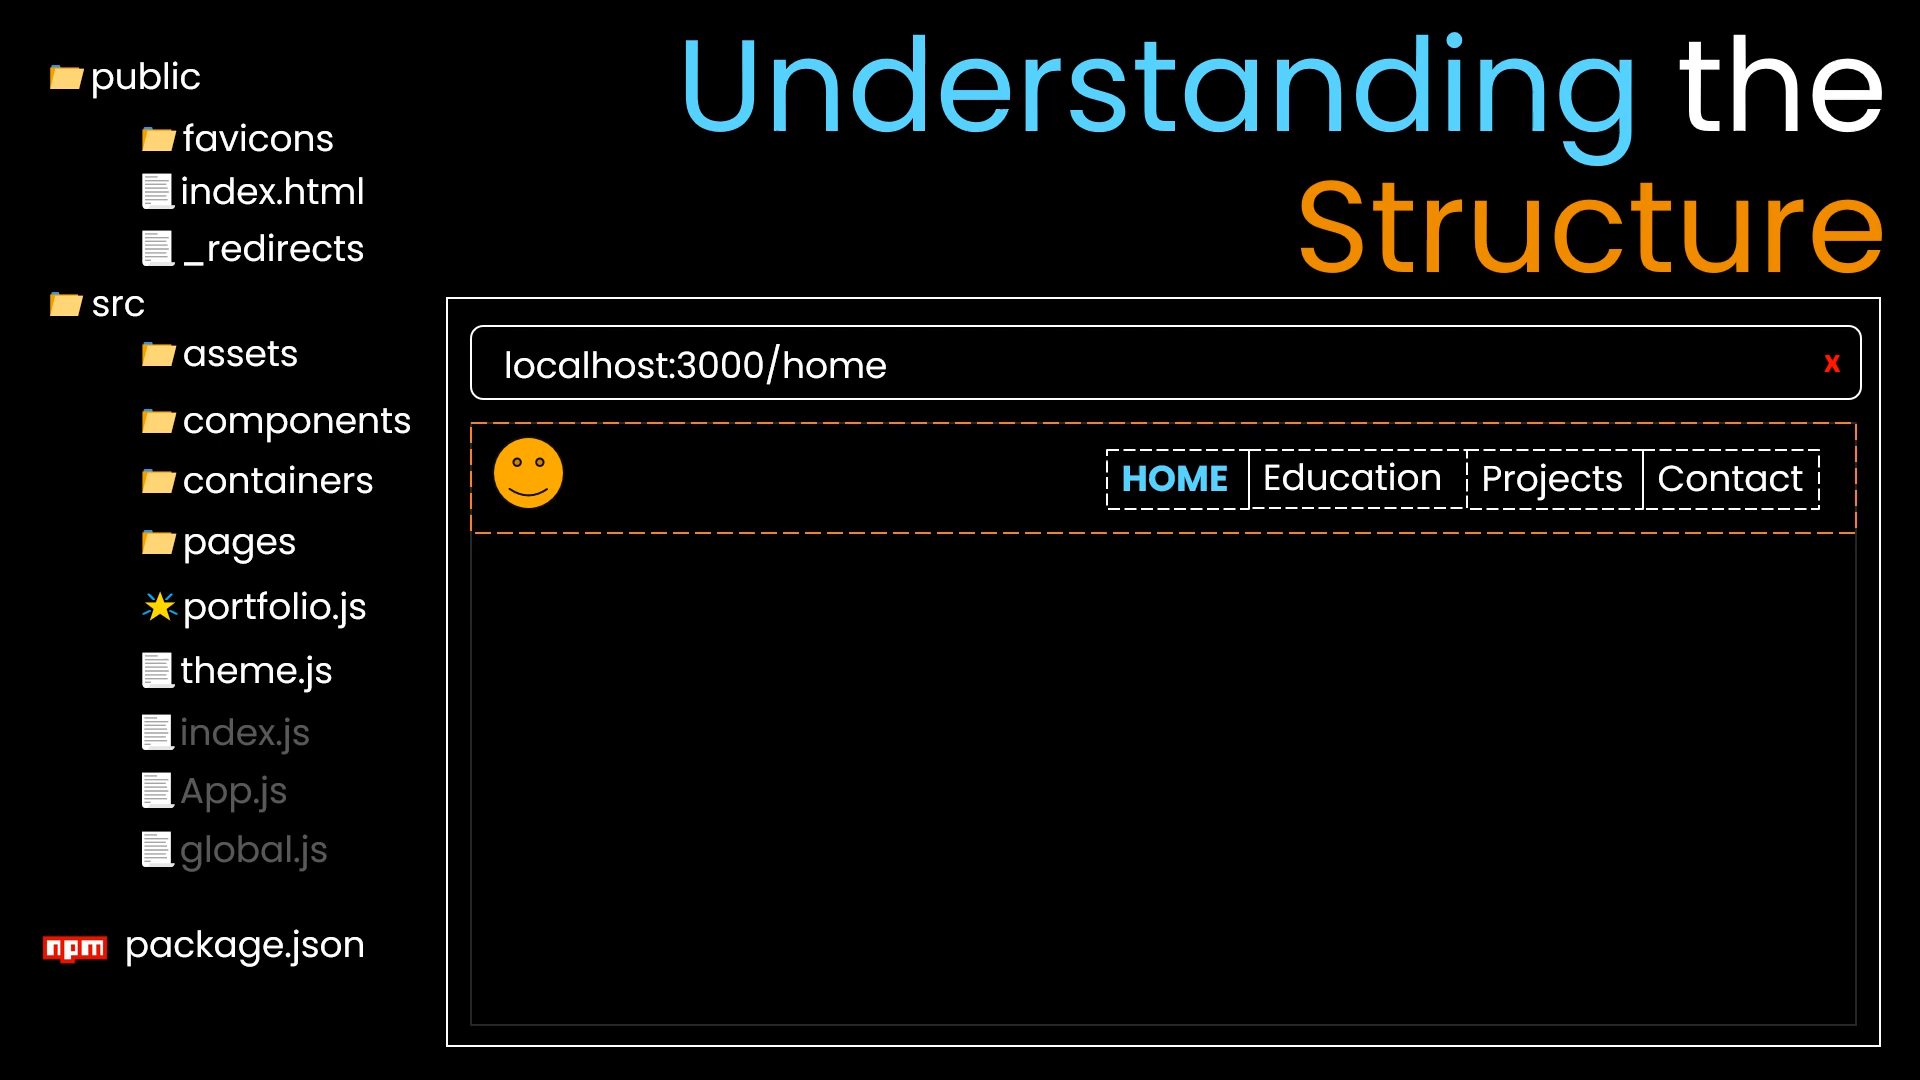 Understanding the
Structure
public
favicons
index.html
_redirects
src
assets
components
containers
pages
portfolio.js
theme.js
index.js
App.js
global.js
npm package.json
localhost:3000/home x
HOME Education Projects Contact